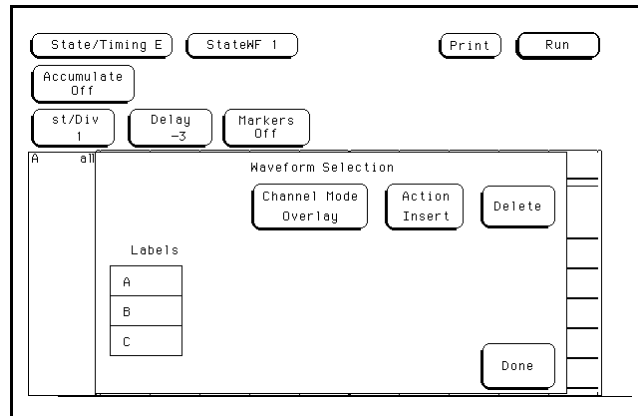 State/Timing E StateWF 1 Print Run
Accumulate
Off
st/Div Delay Markers
1 -3 Off
A all
Waveform Selection
Channel Mode Action Delete
Overlay Insert
Labels
A
B
C
Done